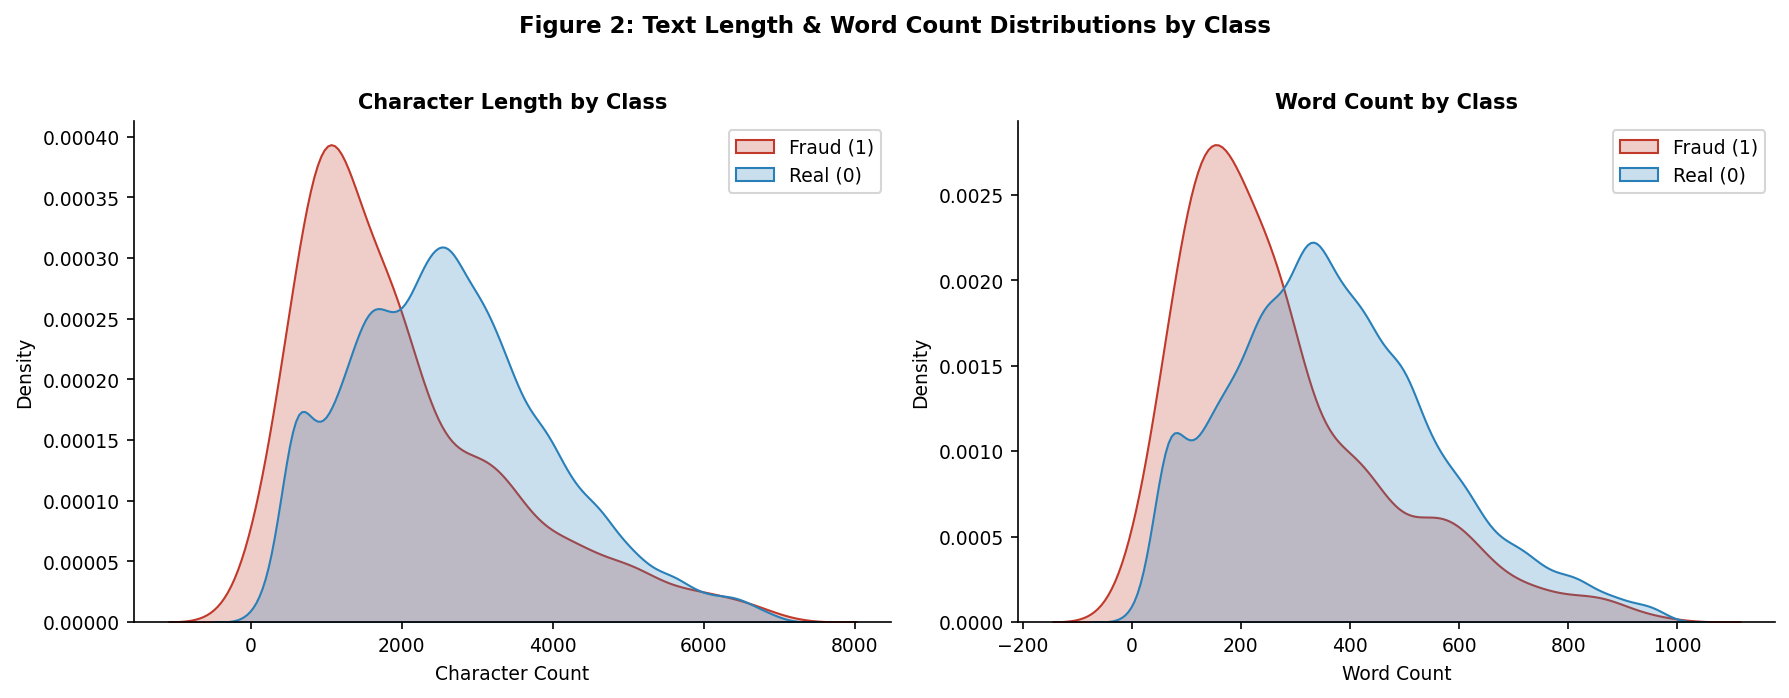 Figure 2: Text Length & Word Count Distributions by Class
Character Length by Class
Fraud (1)
Real (0)
0.00040
0.00035
0.00030
0.00025
0.00020
0.00015
0.00010
0.00005
0.00000
Density
0
2000
4000
6000
8000
Character Count
Word Count by Class
Fraud (1)
Real (0)
0.0025
0.0020
0.0015
0.0010
0.0005
0.0000
Density
−200
0
200
400
600
800
1000
Word Count